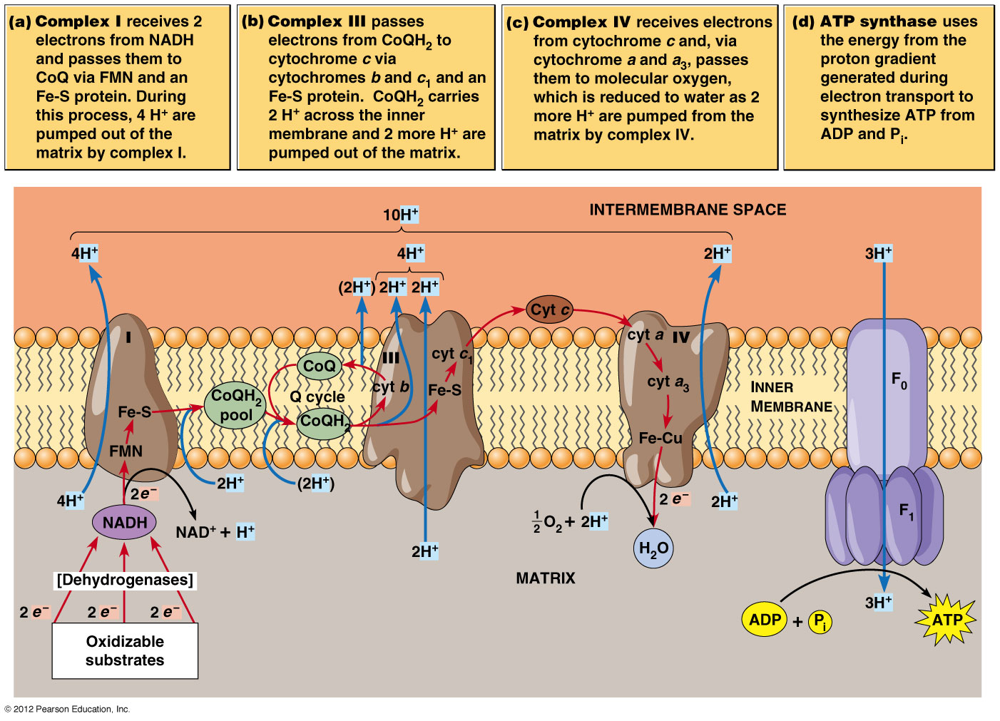 (a) Complex I receives 2
electrons from NADH
and passes them to
CoQ via FMN and an
Fe-S protein. During
this process, 4 H⁺ are
pumped out of the
matrix by complex I.
(b) Complex III passes
electrons from CoQH₂ to
cytochrome c via
cytochromes b and c₁ and an
Fe-S protein. CoQH₂ carries
2 H⁺ across the inner
membrane and 2 more H⁺ are
pumped out of the matrix.
(c) Complex IV receives electrons
from cytochrome c and, via
cytochrome a and a₃, passes
them to molecular oxygen,
which is reduced to water as 2
more H⁺ are pumped from the
matrix by complex IV.
(d) ATP synthase uses
the energy from the
proton gradient
generated during
electron transport to
synthesize ATP from
ADP and Pᵢ.
INTERMEMBRANE SPACE
10H⁺
4H⁺
4H⁺
2H⁺
3H⁺
(2H⁺) 2H⁺ 2H⁺
Cyt c
I
III
cyt c₁
cyt a
IV
CoQ
cyt b
Q cycle
Fe-S
cyt a₃
INNER
MEMBRANE
F₀
CoQH₂
pool
Fe-S
CoQH₂
FMN
Fe-Cu
2H⁺
(2H⁺)
4H⁺
2 e⁻
2 e⁻
2H⁺
F₁
NADH
NAD⁺ + H⁺
½O₂ + 2H⁺
H₂O
2H⁺
MATRIX
[Dehydrogenases]
2 e⁻
2 e⁻
2 e⁻
3H⁺
ADP + Pᵢ
ATP
Oxidizable
substrates
© 2012 Pearson Education, Inc.